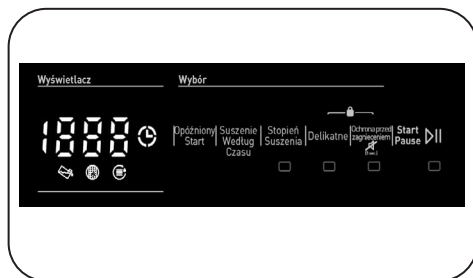 Wyświetlacz
Wybór
1888
Opóźniony
Start
Suszenie
Według
Czasu
Stopień
Suszenia
Delikatne
Ochrona przed
zagnieceniem
Start
Pause